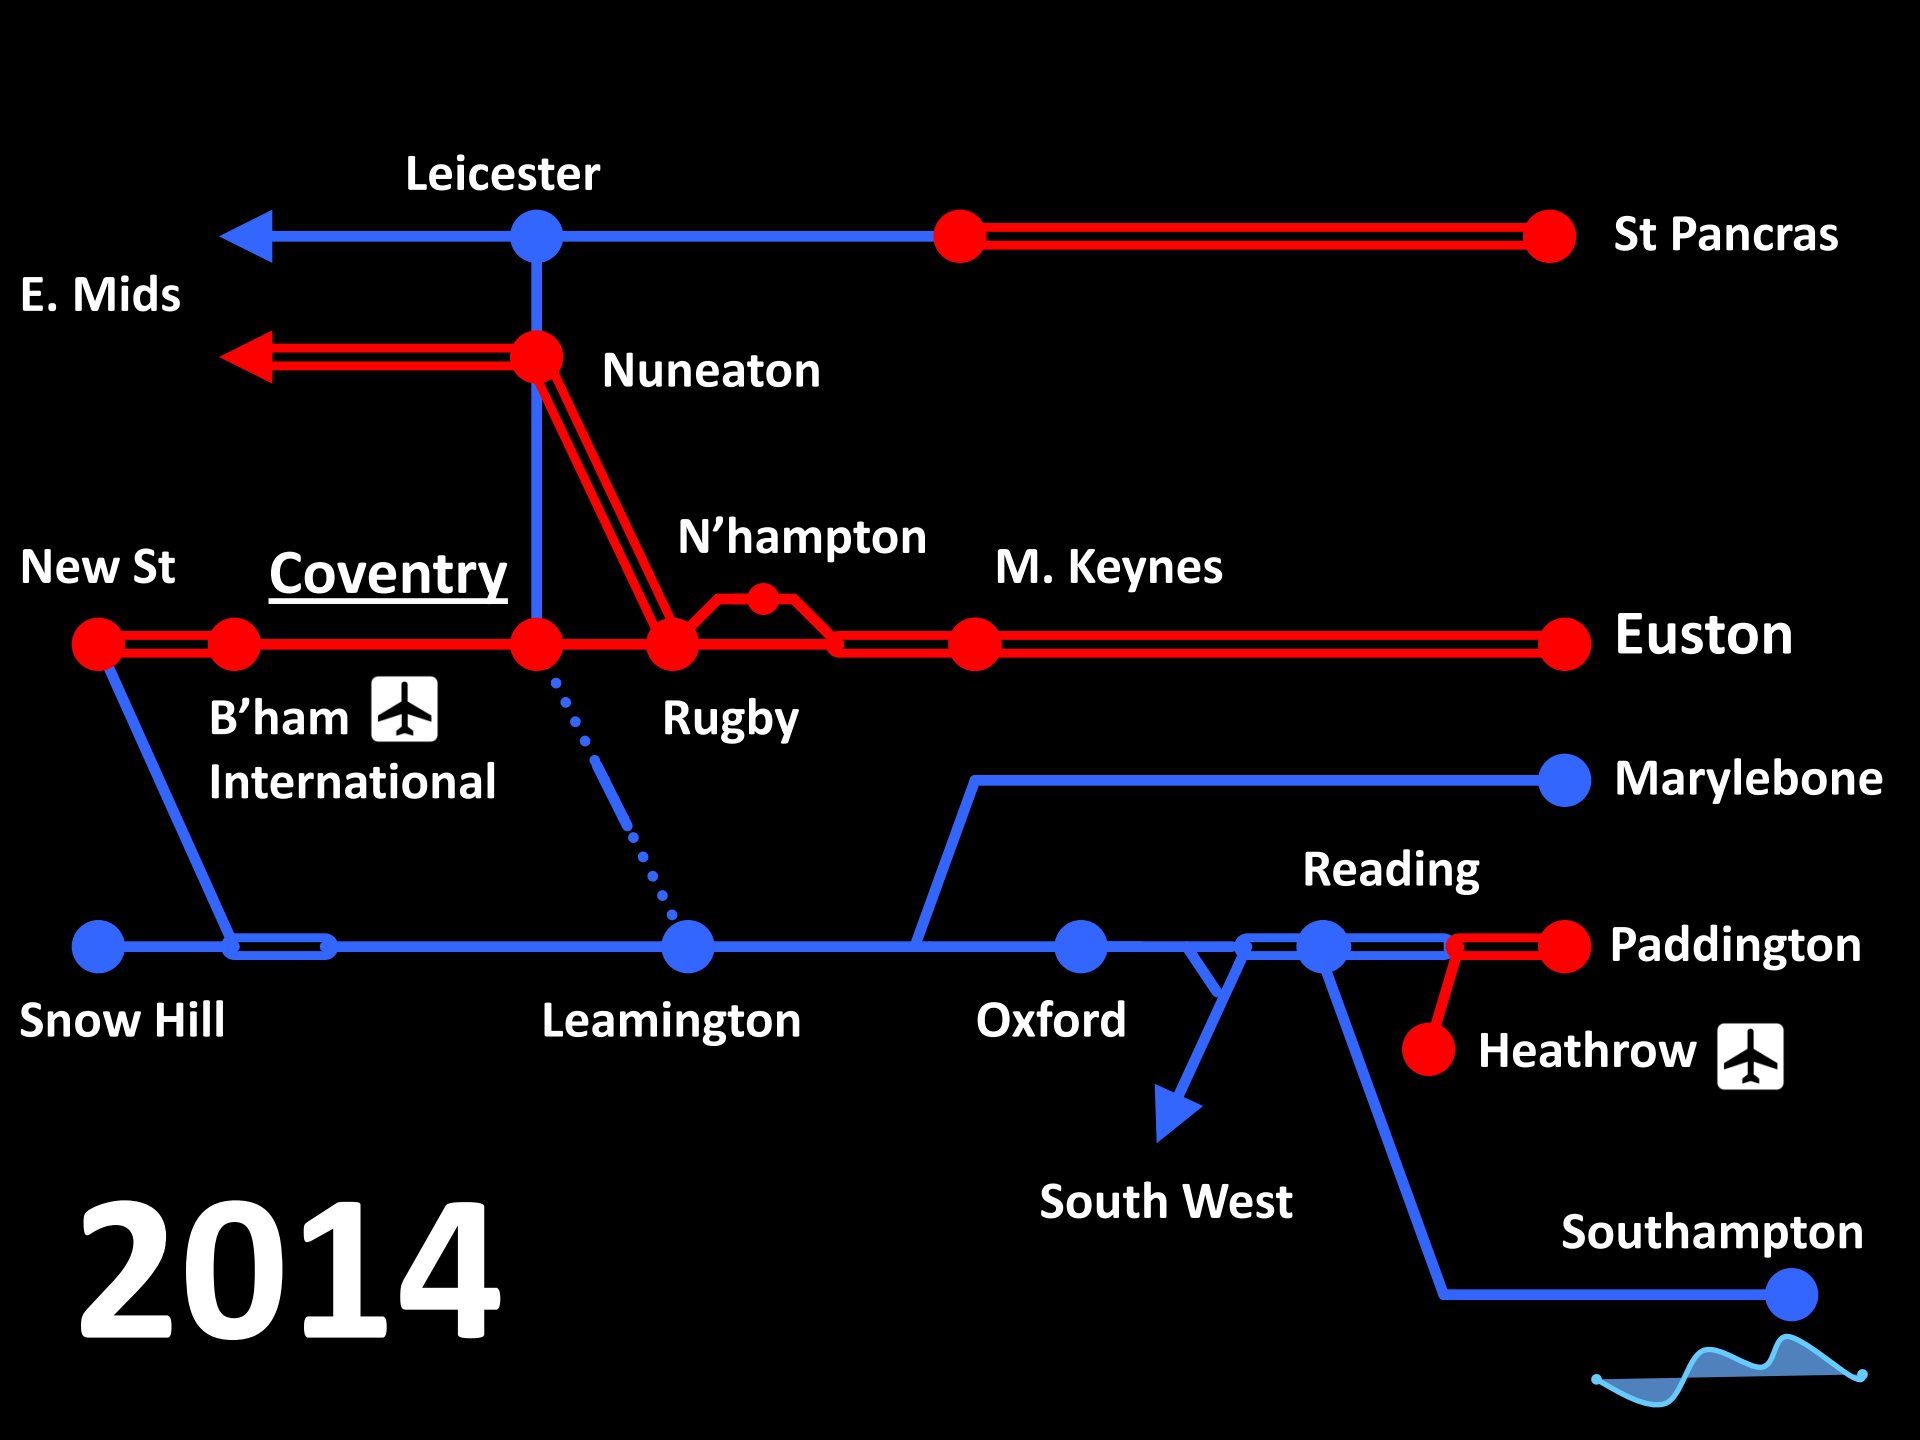 Leicester
St Pancras
E. Mids
Nuneaton
N’hampton
New St
Coventry
M. Keynes
Euston
B’ham
International
Rugby
Marylebone
Reading
Paddington
Snow Hill
Leamington
Oxford
Heathrow
South West
Southampton
2014